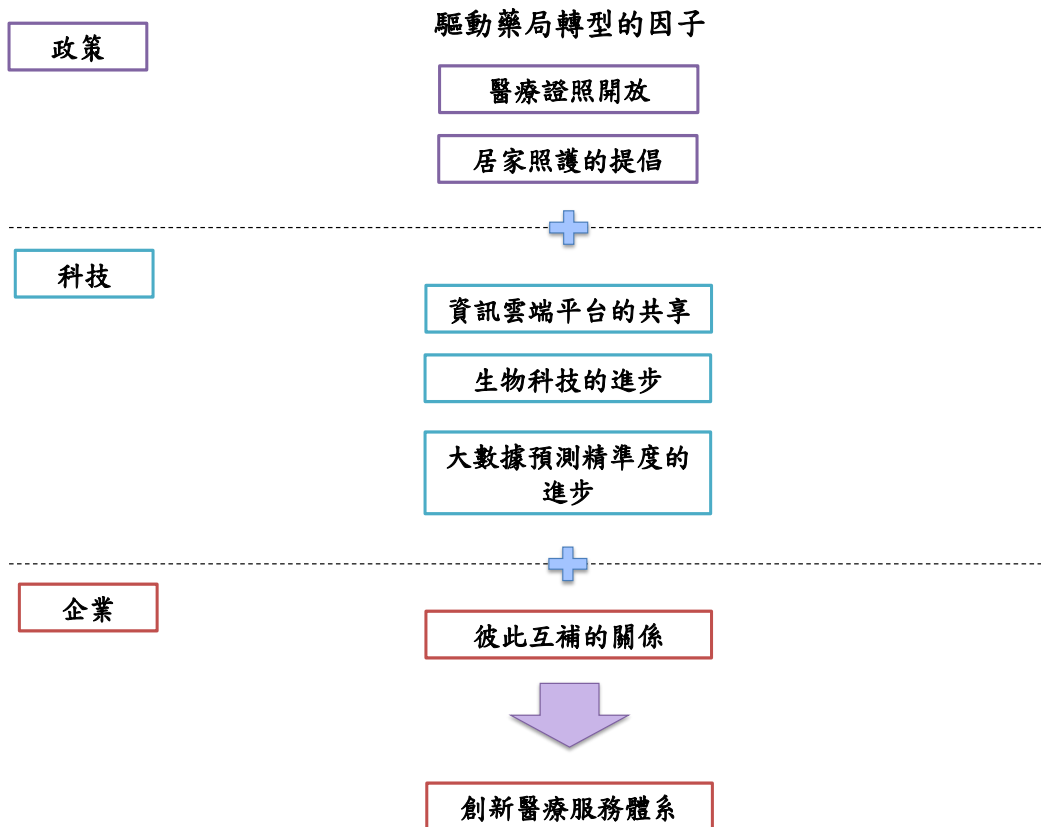 驅動藥局轉型的因子
政策
醫療證照開放
居家照護的提倡
科技
資訊雲端平台的共享
生物科技的進步
大數據預測精準度的
進步
企業
彼此互補的關係
創新醫療服務體系